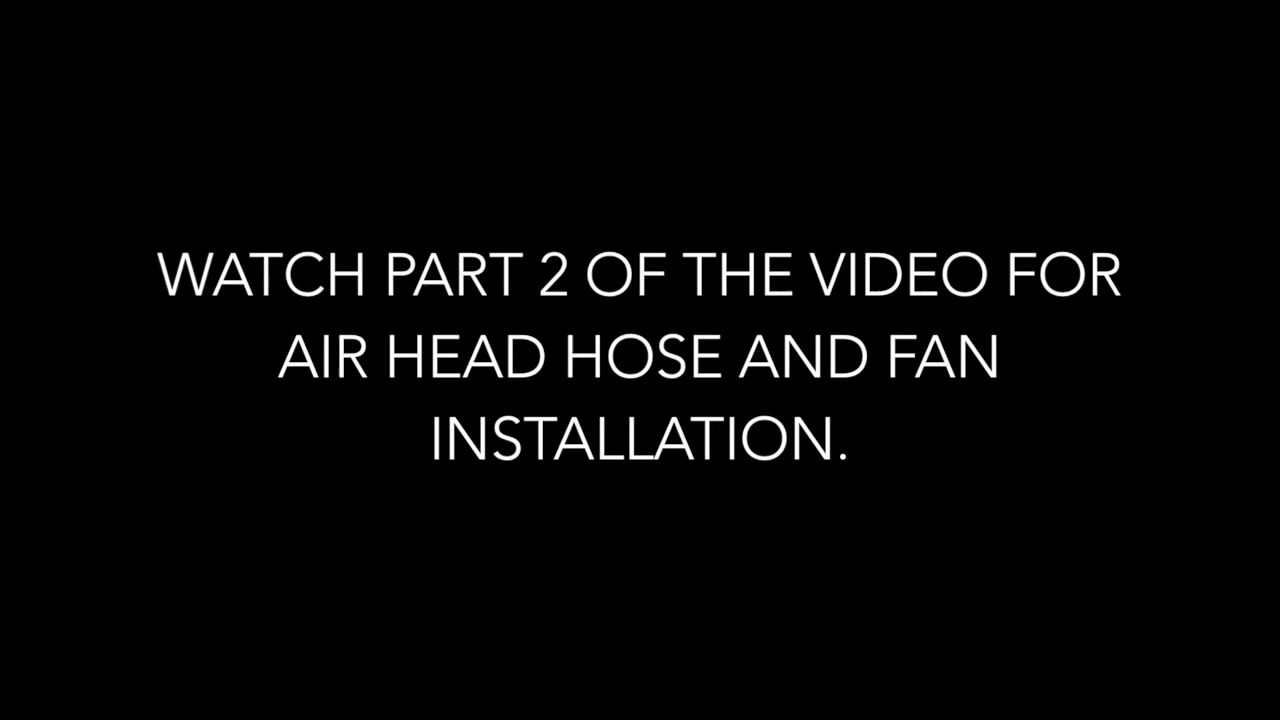 WATCH PART 2 OF THE VIDEO FOR
AIR HEAD HOSE AND FAN
INSTALLATION.